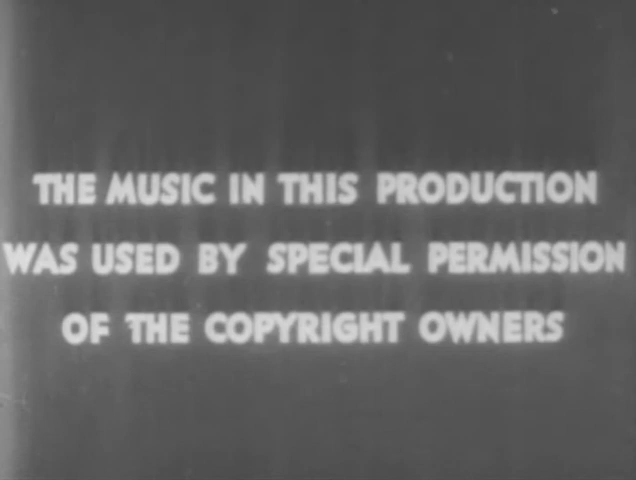 THE MUSIC IN THIS PRODUCTION
WAS USED BY SPECIAL PERMISSION
OF THE COPYRIGHT OWNERS